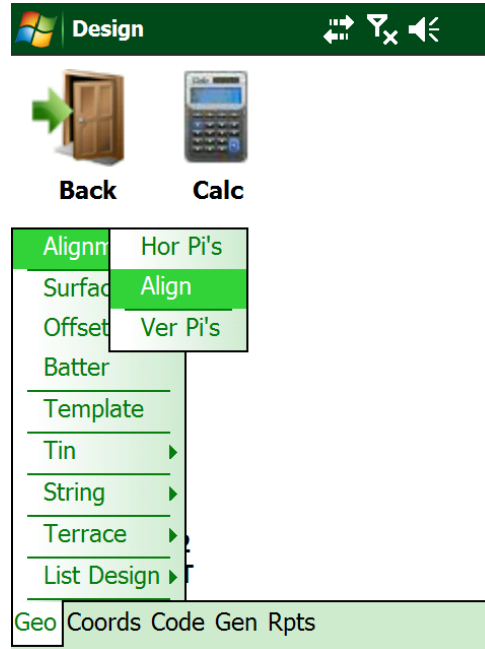 Design
Back Calc
Alignm Hor Pi's
Surfac Align
Offset Ver Pi's
Batter
Template
Tin
String
Terrace
List Design
Geo Coords Code Gen Rpts